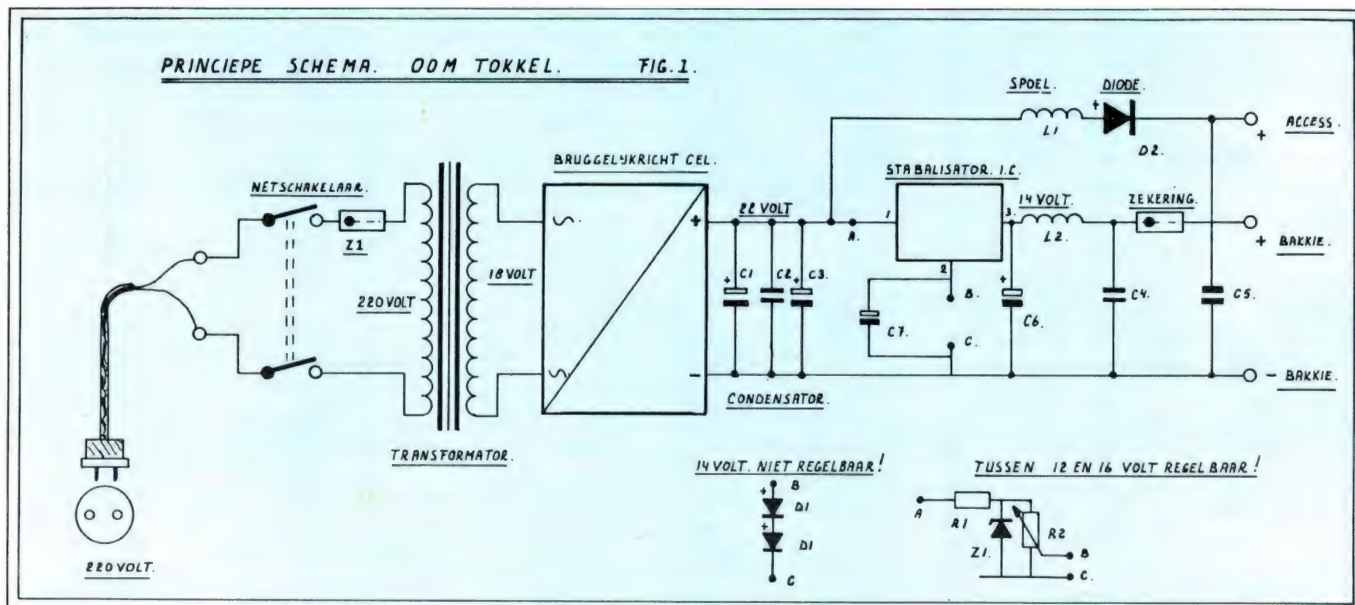 PRINCIEPE SCHEMA. OOM TOKKEL. FIG. 1.
SPOEL. DIODE.
+
L1
D2.
+ ACCESS.
BRUGGELIJKRICHT CEL.
STABALISATOR. I.C.
NETSCHAKELAAR.
Z1
22 VOLT
+
A.
1
3.
14 VOLT.
L2.
ZEKERING.
+ BAKKIE.
18 VOLT
220 VOLT
2
+ C1
C2
+ C3
B.
C7.
C.
+
C6.
C4.
C5.
-
- BAKKIE.
CONDENSATOR.
TRANSFORMATOR.
220 VOLT.
14 VOLT. NIET REGELBAAR!
B
+ D1
+ D1
C
TUSSEN 12 EN 16 VOLT REGELBAAR!
A
R1
Z1.
R2
B
C.